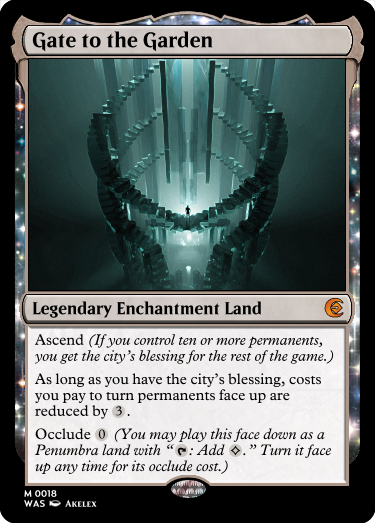 Gate to the Garden
Legendary Enchantment Land
Ascend (If you control ten or more permanents,
you get the city's blessing for the rest of the game.)
As long as you have the city's blessing, costs
you pay to turn permanents face up are
reduced by 3.
Occlude 0 (You may play this face down as a
Penumbra land with “: Add .” Turn it face
up any time for its occlude cost.)
M 0018
WAS Akelex